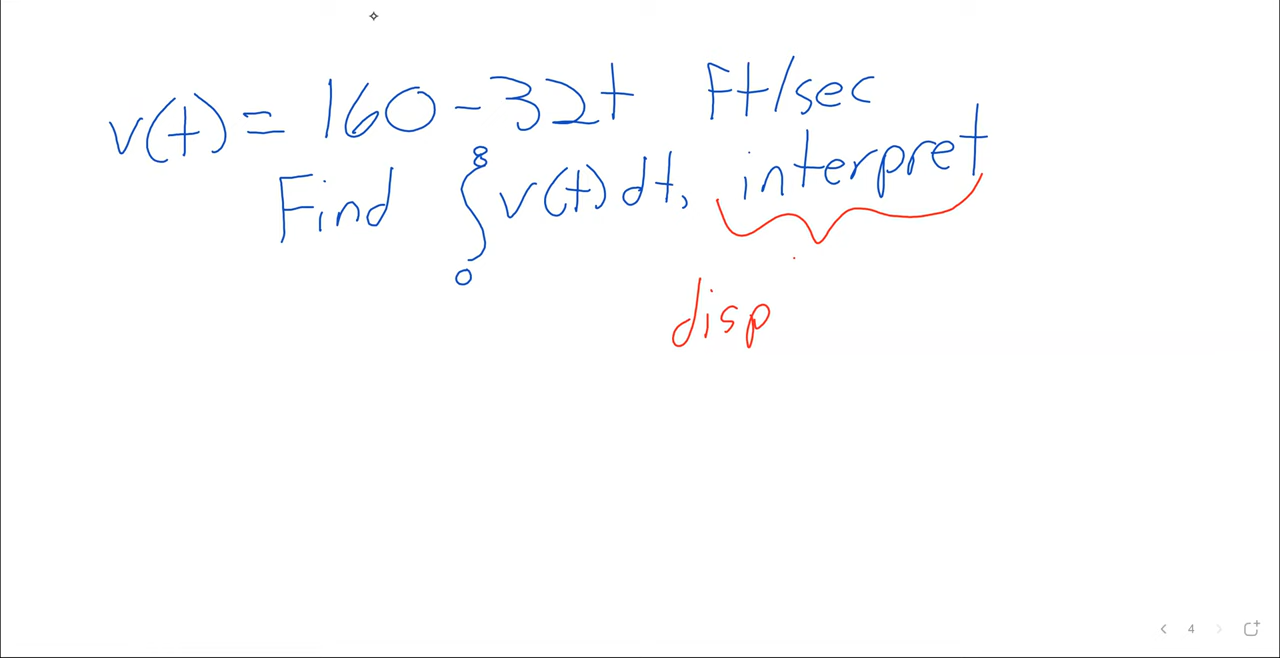 v(t) = 160 - 32t ft/sec
Find ∫₀⁸ v(t) dt, interpret
disp
4